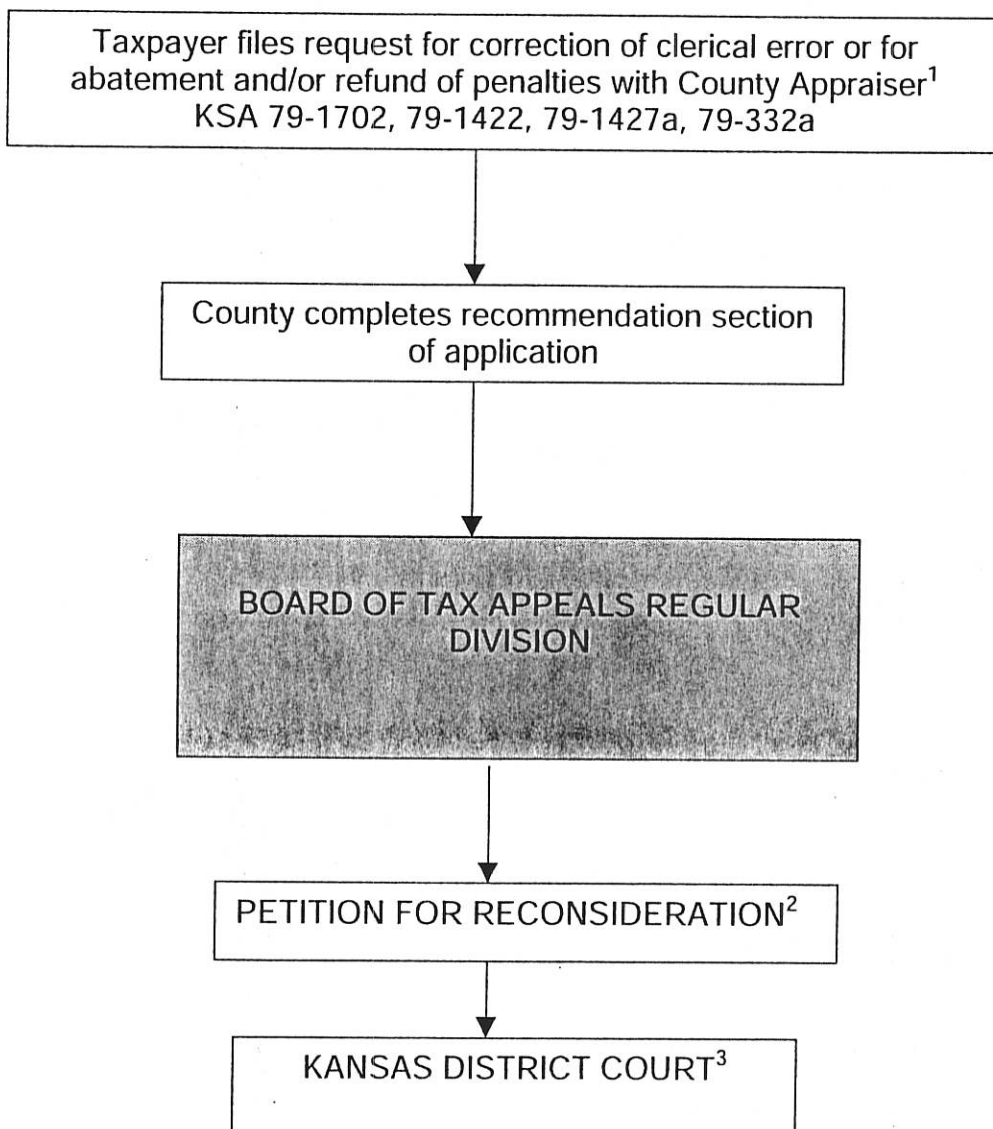 Taxpayer files request for correction of clerical error or for
abatement and/or refund of penalties with County Appraiser¹
KSA 79-1702, 79-1422, 79-1427a, 79-332a
County completes recommendation section
of application
BOARD OF TAX APPEALS REGULAR
DIVISION
PETITION FOR RECONSIDERATION²
KANSAS DISTRICT COURT³